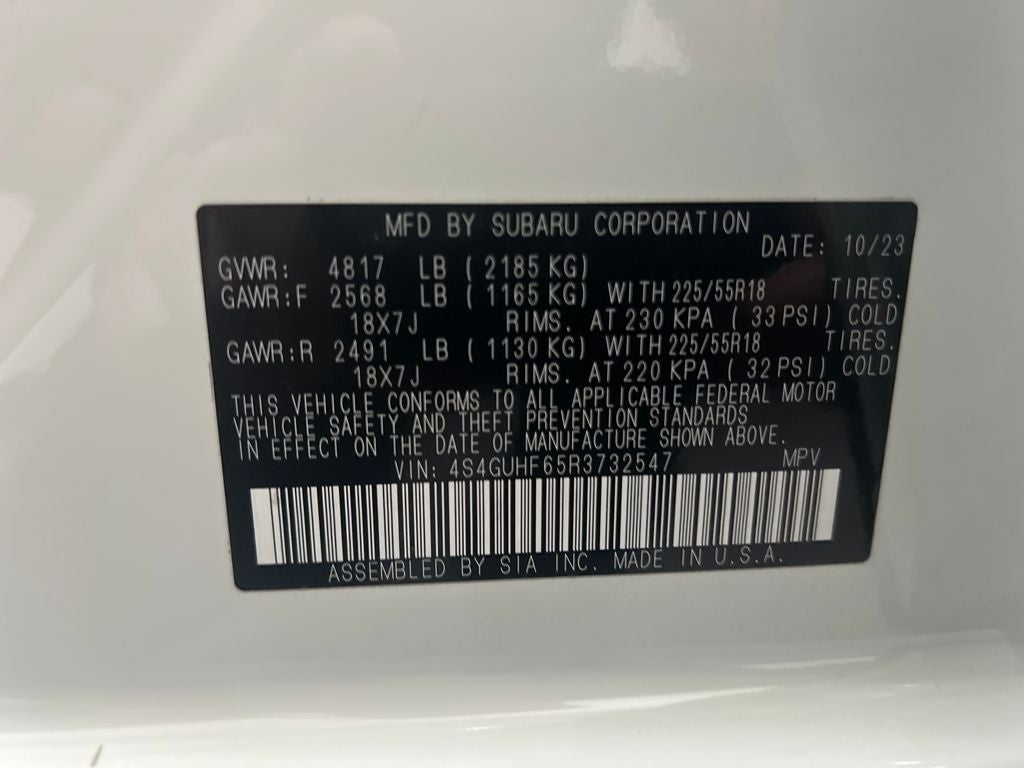 MFD BY SUBARU CORPORATION
DATE: 10/23
GVWR: 4817 LB ( 2185 KG)
GAWR:F 2568 LB ( 1165 KG) WITH 225/55R18 TIRES.
18X7J RIMS. AT 230 KPA ( 33 PSI) COLD
GAWR:R 2491 LB ( 1130 KG) WITH 225/55R18 TIRES.
18X7J RIMS. AT 220 KPA ( 32 PSI) COLD
THIS VEHICLE CONFORMS TO ALL APPLICABLE FEDERAL MOTOR
VEHICLE SAFETY AND THEFT PREVENTION STANDARDS
IN EFFECT ON THE DATE OF MANUFACTURE SHOWN ABOVE.
VIN: 4S4GUHF65R3732547 MPV
ASSEMBLED BY SIA INC. MADE IN U.S.A.